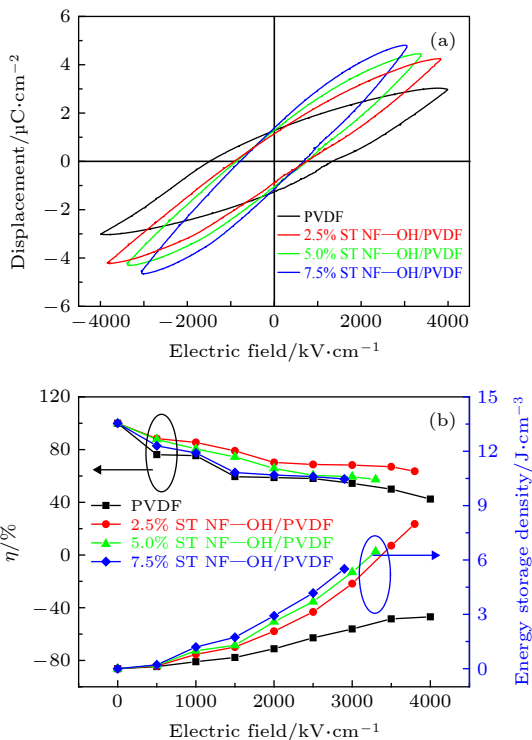 (a)
6
4
2
0
−2
−4
−6
Displacement/μC·cm−2
PVDF
2.5% ST NF—OH/PVDF
5.0% ST NF—OH/PVDF
7.5% ST NF—OH/PVDF
−4000 −2000 0 2000 4000
Electric field/kV·cm−1
(b)
120
80
40
0
−40
−80
η/%
15
12
9
6
3
0
Energy storage density/J·cm−3
PVDF
2.5% ST NF—OH/PVDF
5.0% ST NF—OH/PVDF
7.5% ST NF—OH/PVDF
0 1000 2000 3000 4000
Electric field/kV·cm−1